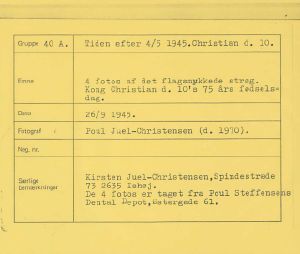 Gruppe 40 A. Tiden efter 4/5 1945. Christian d. 10.
Emne 4 fotos af det flagsmykkede strøg.
Kong Christian d. 10's 75 års fødsels-
dag.
Dato 26/9 1945.
Fotograf Poul Juel-Christensen (d. 1970).
Neg. nr.
Særlige Kirsten Juel-Christensen, Spindestræde
bemærkninger 73 2635 Ishøj.
De 4 fotos er taget fra Poul Steffensens
Dental Depot, Østergade 61.